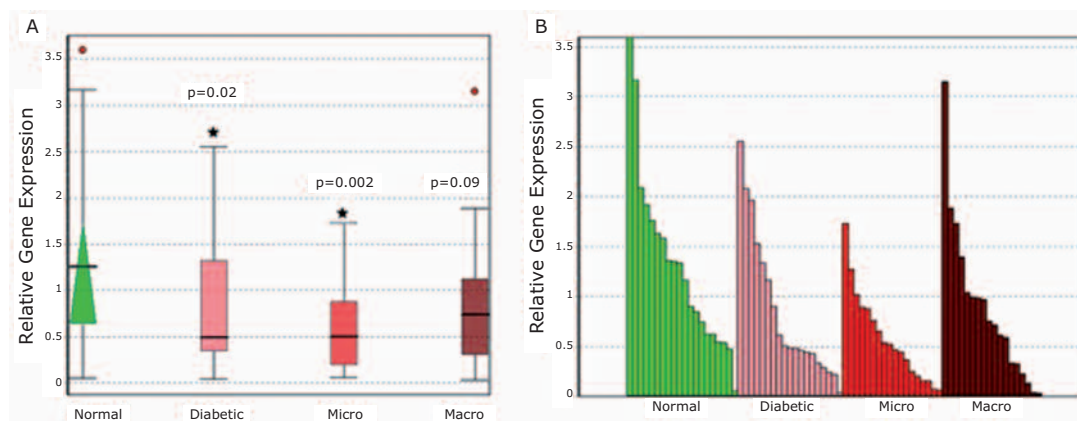 A
Relative Gene Expression
3.5
3
2.5
2
1.5
1
0.5
0
p=0.02
p=0.002
p=0.09
Normal Diabetic Micro Macro
B
Relative Gene Expression
3.5
3
2.5
2
1.5
1
0.5
0
Normal Diabetic Micro Macro